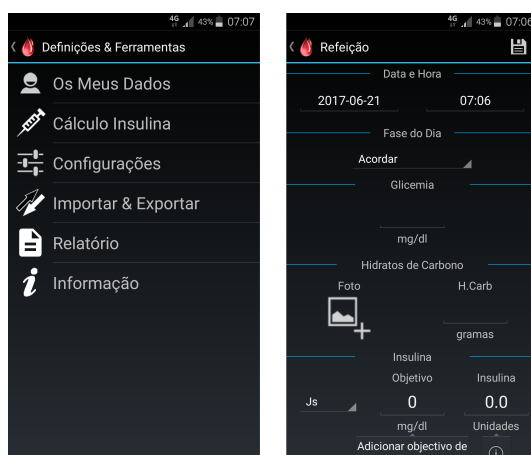 4G 43% 07:07
Definições & Ferramentas
Os Meus Dados
Cálculo Insulina
Configurações
Importar & Exportar
Relatório
Informação
4G 43% 07:06
Refeição
Data e Hora
2017-06-21 07:06
Fase do Dia
Acordar
Glicemia
mg/dl
Hidratos de Carbono
Foto H.Carb
gramas
Insulina
Objetivo Insulina
Js 0 0.0
mg/dl Unidades
Adicionar objectivo de